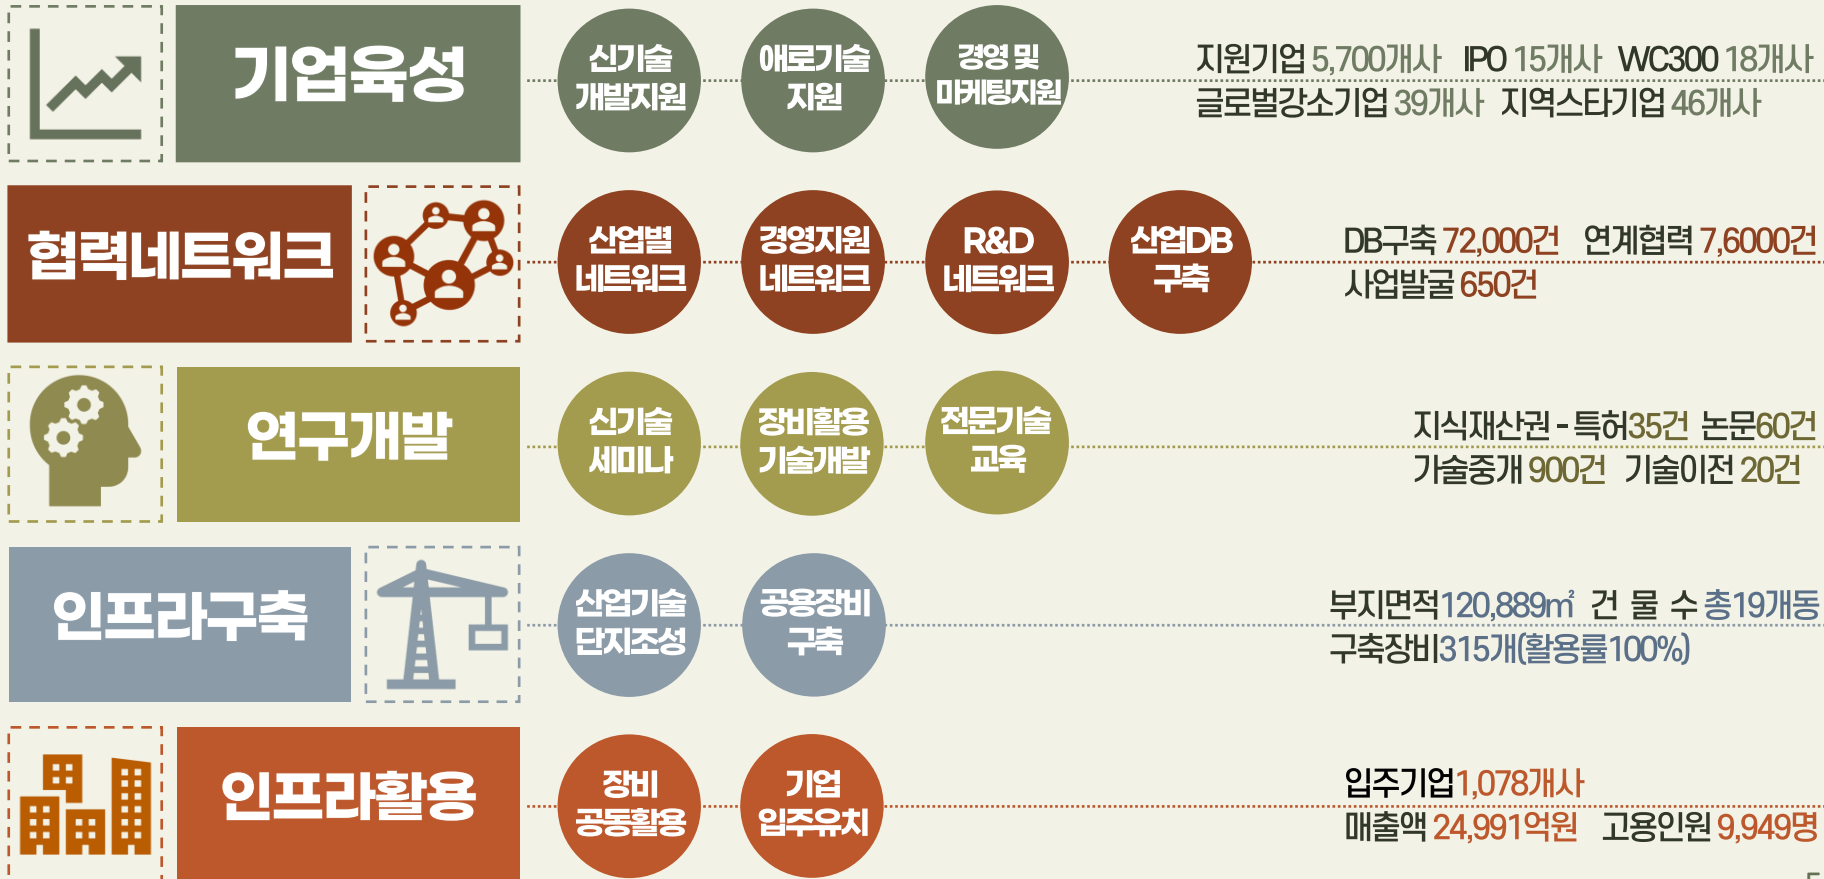 기업육성
신기술
개발지원
애로기술
지원
경영 및
마케팅지원
지원기업 5,700개사 IPO 15개사 WC300 18개사
글로벌강소기업 39개사 지역스타기업 46개사
협력네트워크
산업별
네트워크
경영지원
네트워크
R&D
네트워크
산업DB
구축
DB구축 72,000건 연계협력 7,6000건
사업발굴 650건
연구개발
신기술
세미나
장비활용
기술개발
전문기술
교육
지식재산권 - 특허35건 논문60건
가술중개 900건 기술이전 20건
인프라구축
산업기술
단지조성
공용장비
구축
부지면적120,889㎡ 건 물 수 총19개동
구축장비315개(활용률100%)
인프라활용
장비
공동활용
기업
입주유치
입주기업1,078개사
매출액 24,991억원 고용인원 9,949명